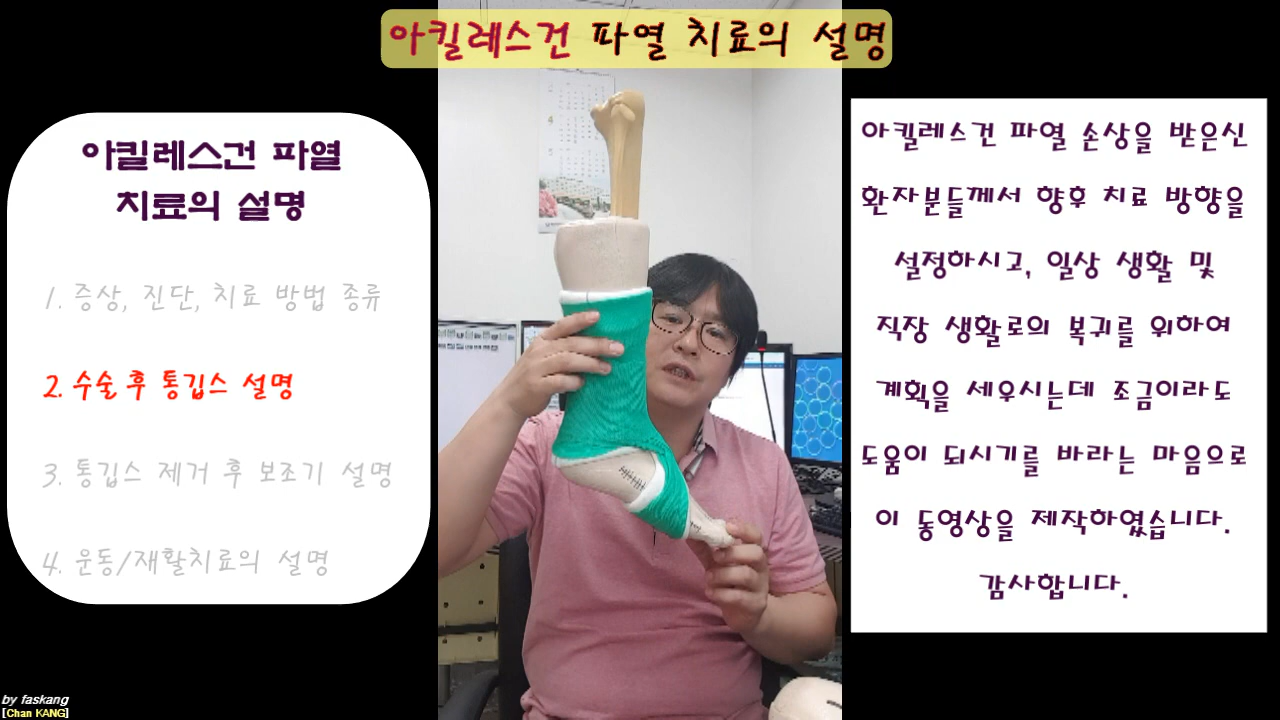 아킬레스건 파열 치료의 설명
아킬레스건 파열
치료의 설명
1. 증상, 진단, 치료 방법 종류
2. 수술 후 통깁스 설명
3. 통깁스 제거 후 보조기 설명
4. 운동/재활치료의 설명
아킬레스건 파열 손상을 받은신
환자분들께서 향후 치료 방향을
설정하시고, 일상 생활 및
직장 생활로의 복귀를 위하여
계획을 세우시는데 조금이라도
도움이 되시기를 바라는 마음으로
이 동영상을 제작하였습니다.
감사합니다.
by faskang
[Chan KANG]